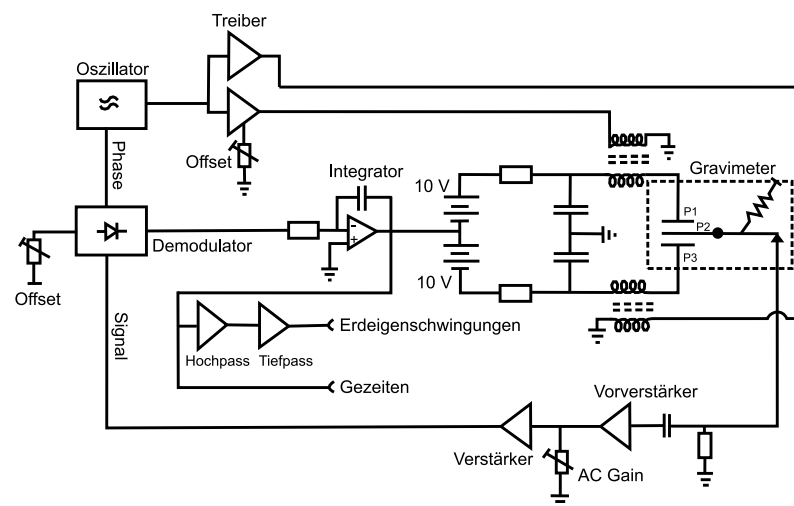 Treiber
Oszillator
Phase
Offset
Integrator
10 V
Gravimeter
P1
P2
P3
-
+
Demodulator
Offset
10 V
Signal
Erdeigenschwingungen
Hochpass
Tiefpass
Gezeiten
Vorverstärker
Verstärker
AC Gain